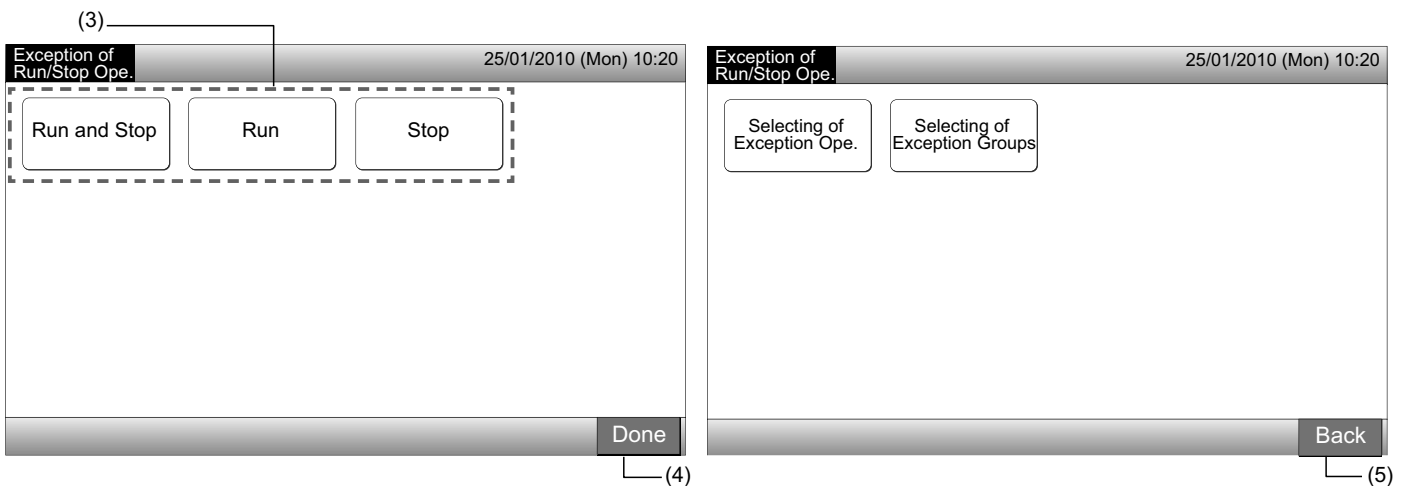 (3)
Exception of
Run/Stop Ope.
25/01/2010 (Mon) 10:20
Run and Stop
Run
Stop
Done
(4)
Exception of
Run/Stop Ope.
25/01/2010 (Mon) 10:20
Selecting of
Exception Ope.
Selecting of
Exception Groups
Back
(5)